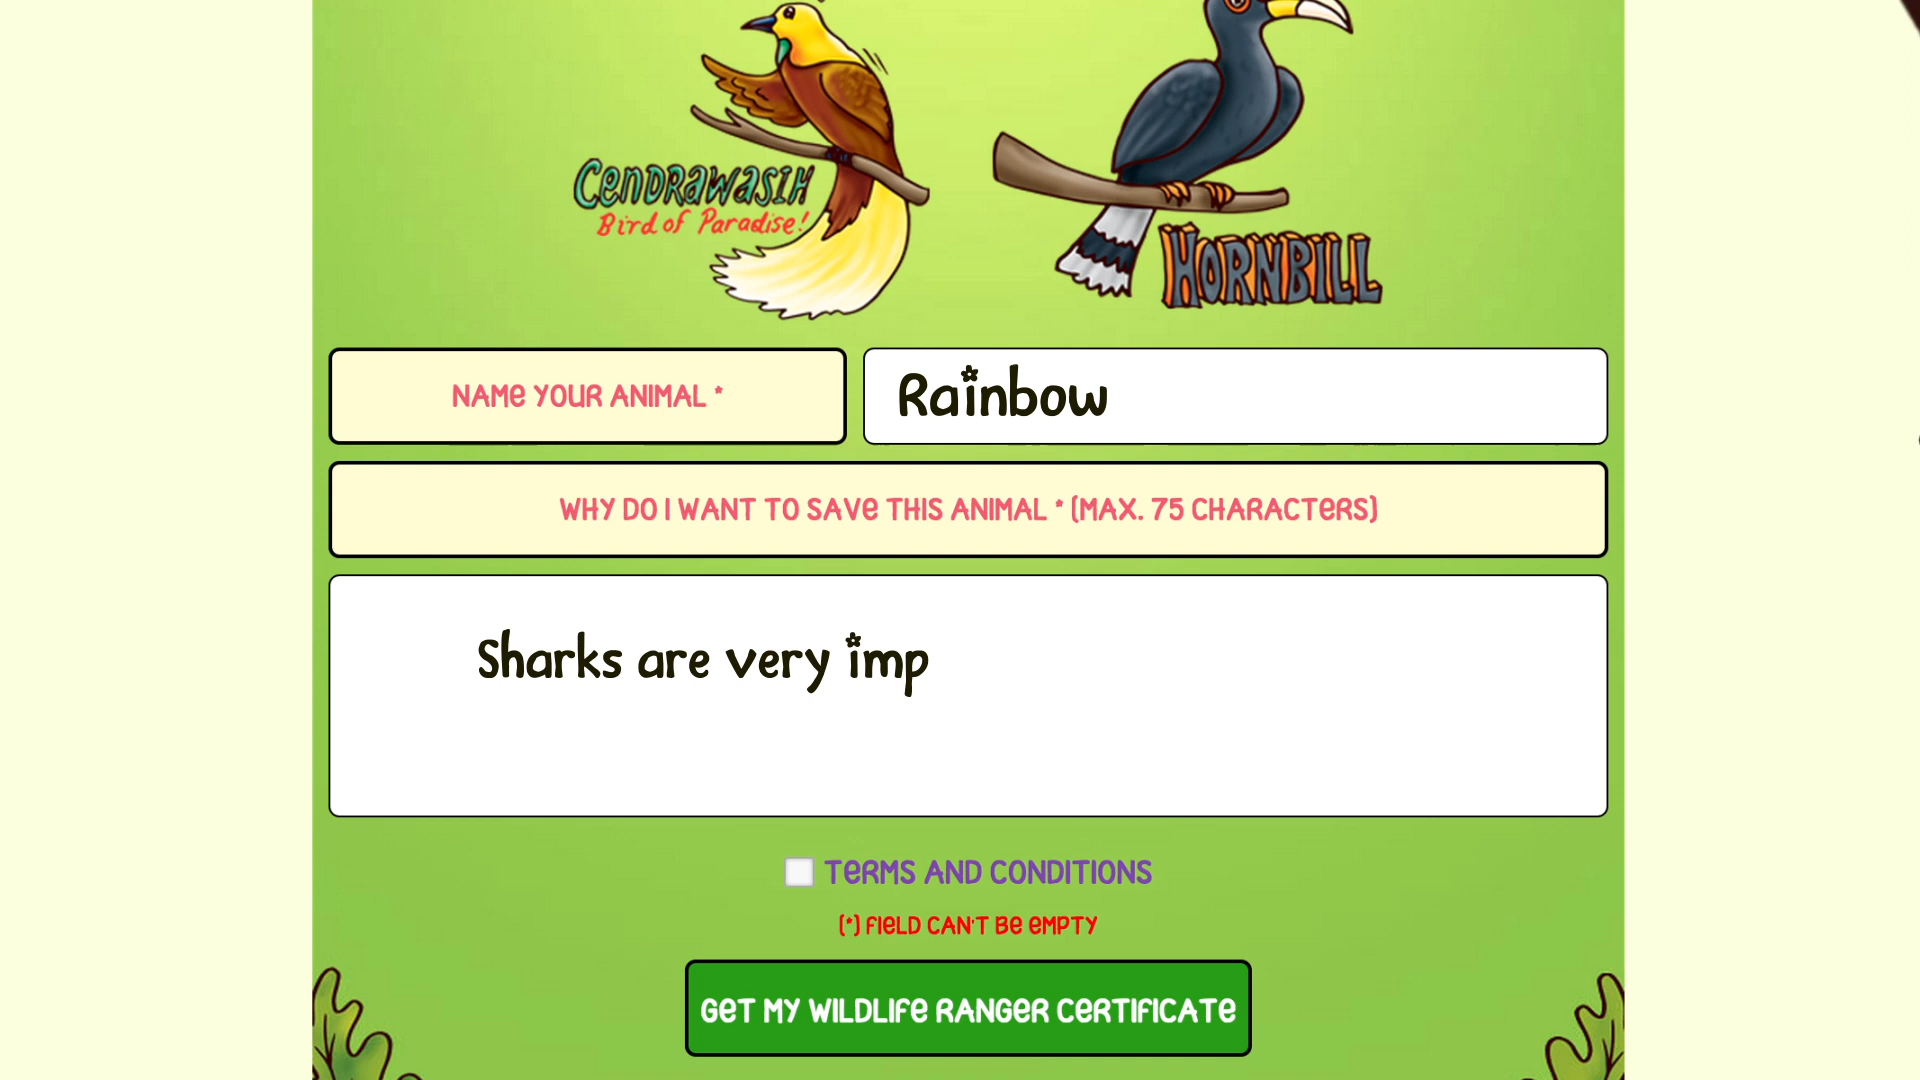 Cendrawasih
Bird of Paradise!
HORNBILL
NAME YOUR ANIMAL *
Rainbow
WHY DO I WANT TO SAVE THIS ANIMAL * (MAX. 75 CHARACTERS)
Sharks are very imp
TERMS AND CONDITIONS
(*) FIELD CAN'T BE EMPTY
GET MY WILDLIFE RANGER CERTIFICATE